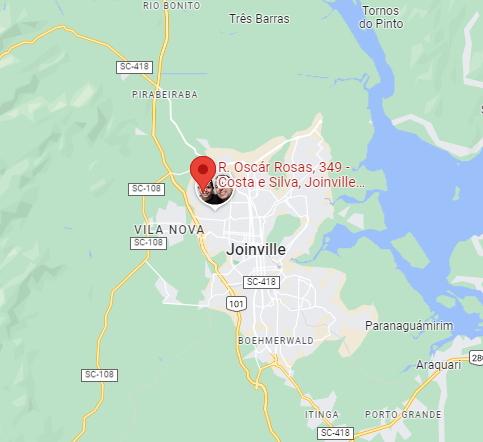 RIO BONITO
Três Barras
Tornos
do Pinto
SC-418
PIRABEIRABA
R. Oscar Rosas, 349 -
Costa e Silva, Joinville...
SC-108
VILA NOVA
SC-108
Joinville
SC-418
101
Paranaguámirim
BOEHMERWALD
Araquari
280
SC-108
ITINGA
PORTO GRANDE
SC-418